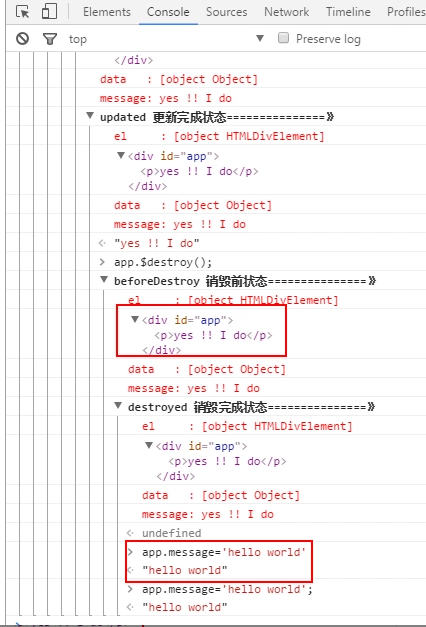 Elements Console Sources Network Timeline Profiles
top Preserve log
</div>
data : [object Object]
message: yes !! I do
updated 更新完成状态===============》
el : [object HTMLDivElement]
<div id="app">
<p>yes !! I do</p>
</div>
data : [object Object]
message: yes !! I do
"yes !! I do"
app.$destroy();
beforeDestroy 销毁前状态===============》
el : [object HTMLDivElement]
<div id="app">
<p>yes !! I do</p>
</div>
data : [object Object]
message: yes !! I do
destroyed 销毁完成状态===============》
el : [object HTMLDivElement]
<div id="app">
<p>yes !! I do</p>
</div>
data : [object Object]
message: yes !! I do
undefined
app.message='hello world'
"hello world"
app.message='hello world';
"hello world"